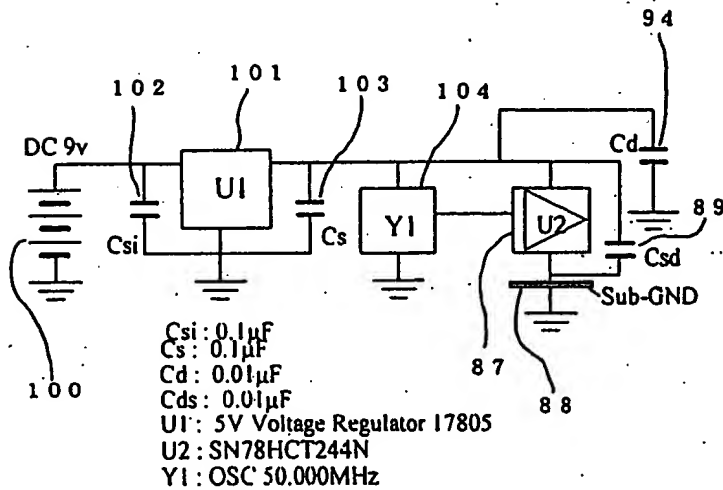 94
101
102
103
104
DC 9v
Cd
U1
Y1
U2
89
Csi
Cs
Csd
Sub-GND
100
87
88
Csi : 0.1μF
Cs : 0.1μF
Cd : 0.01μF
Cds : 0.01μF
U1 : 5V Voltage Regulator 17805
U2 : SN78HCT244N
Y1 : OSC 50.000MHz